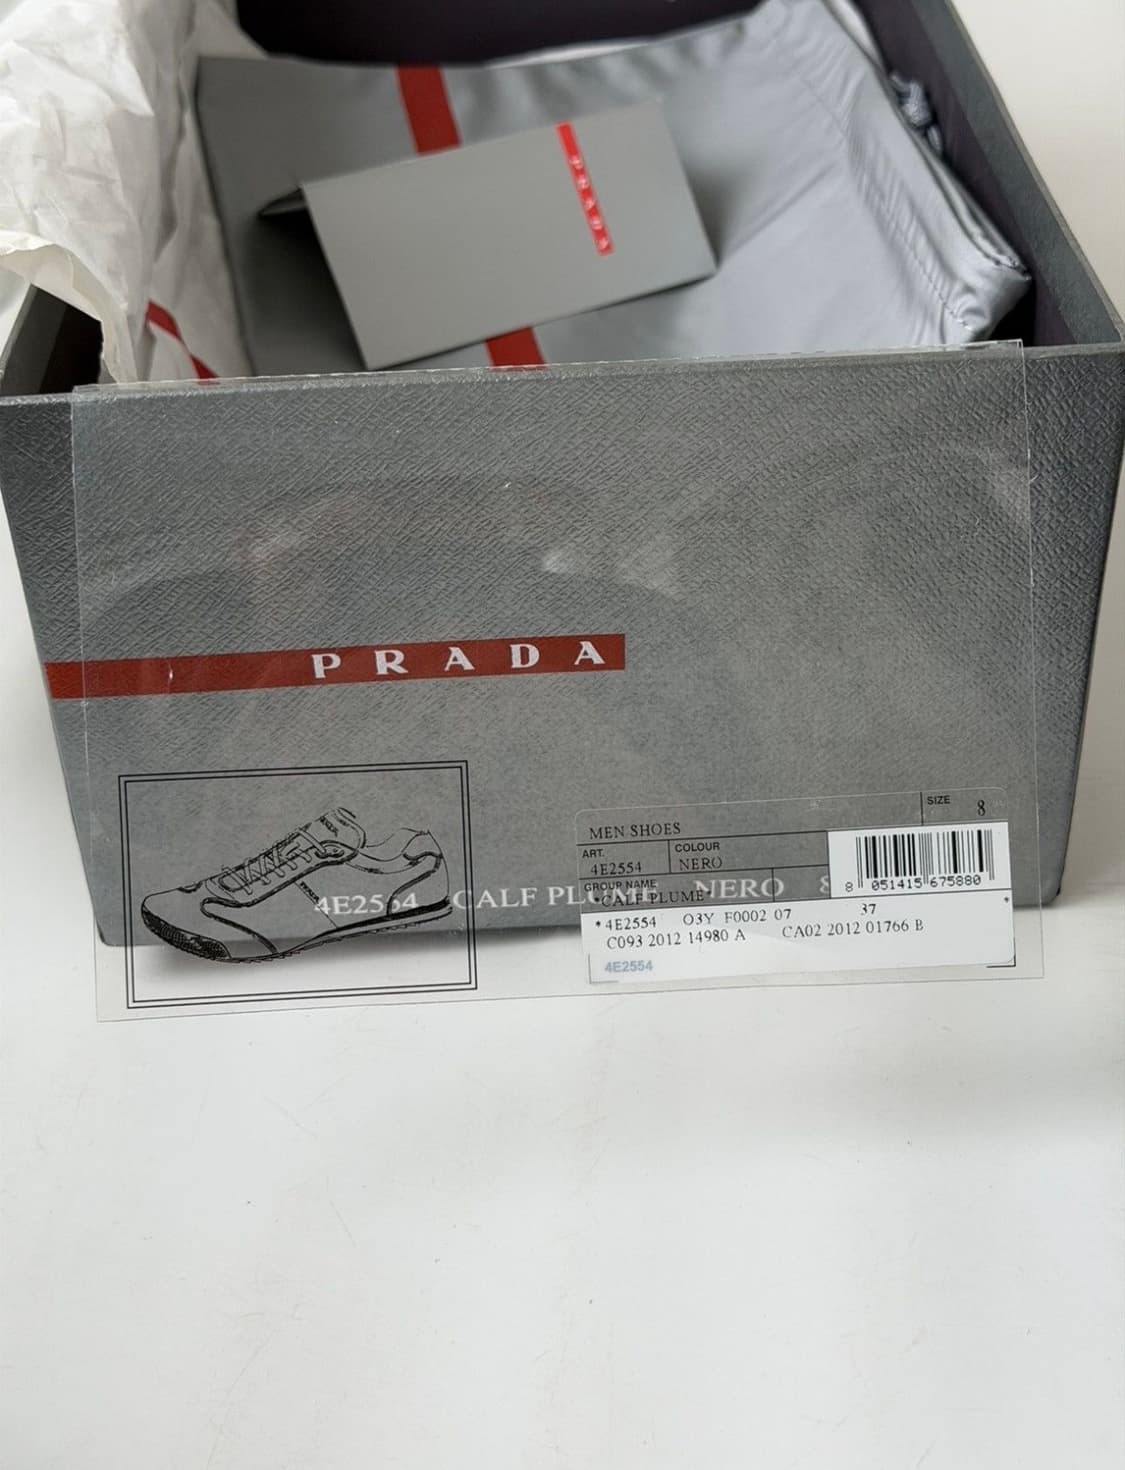 PRADA
PRADA
SIZE 8
MEN SHOES
ART. COLOUR
4E2554 NERO
GROUP NAME
CALF PLUME
8 051415 675880
4E2554 CALF PLUME NERO
*4E2554 O3Y F0002 07 37 *
C093 2012 14980 A CA02 2012 01766 B
4E2554